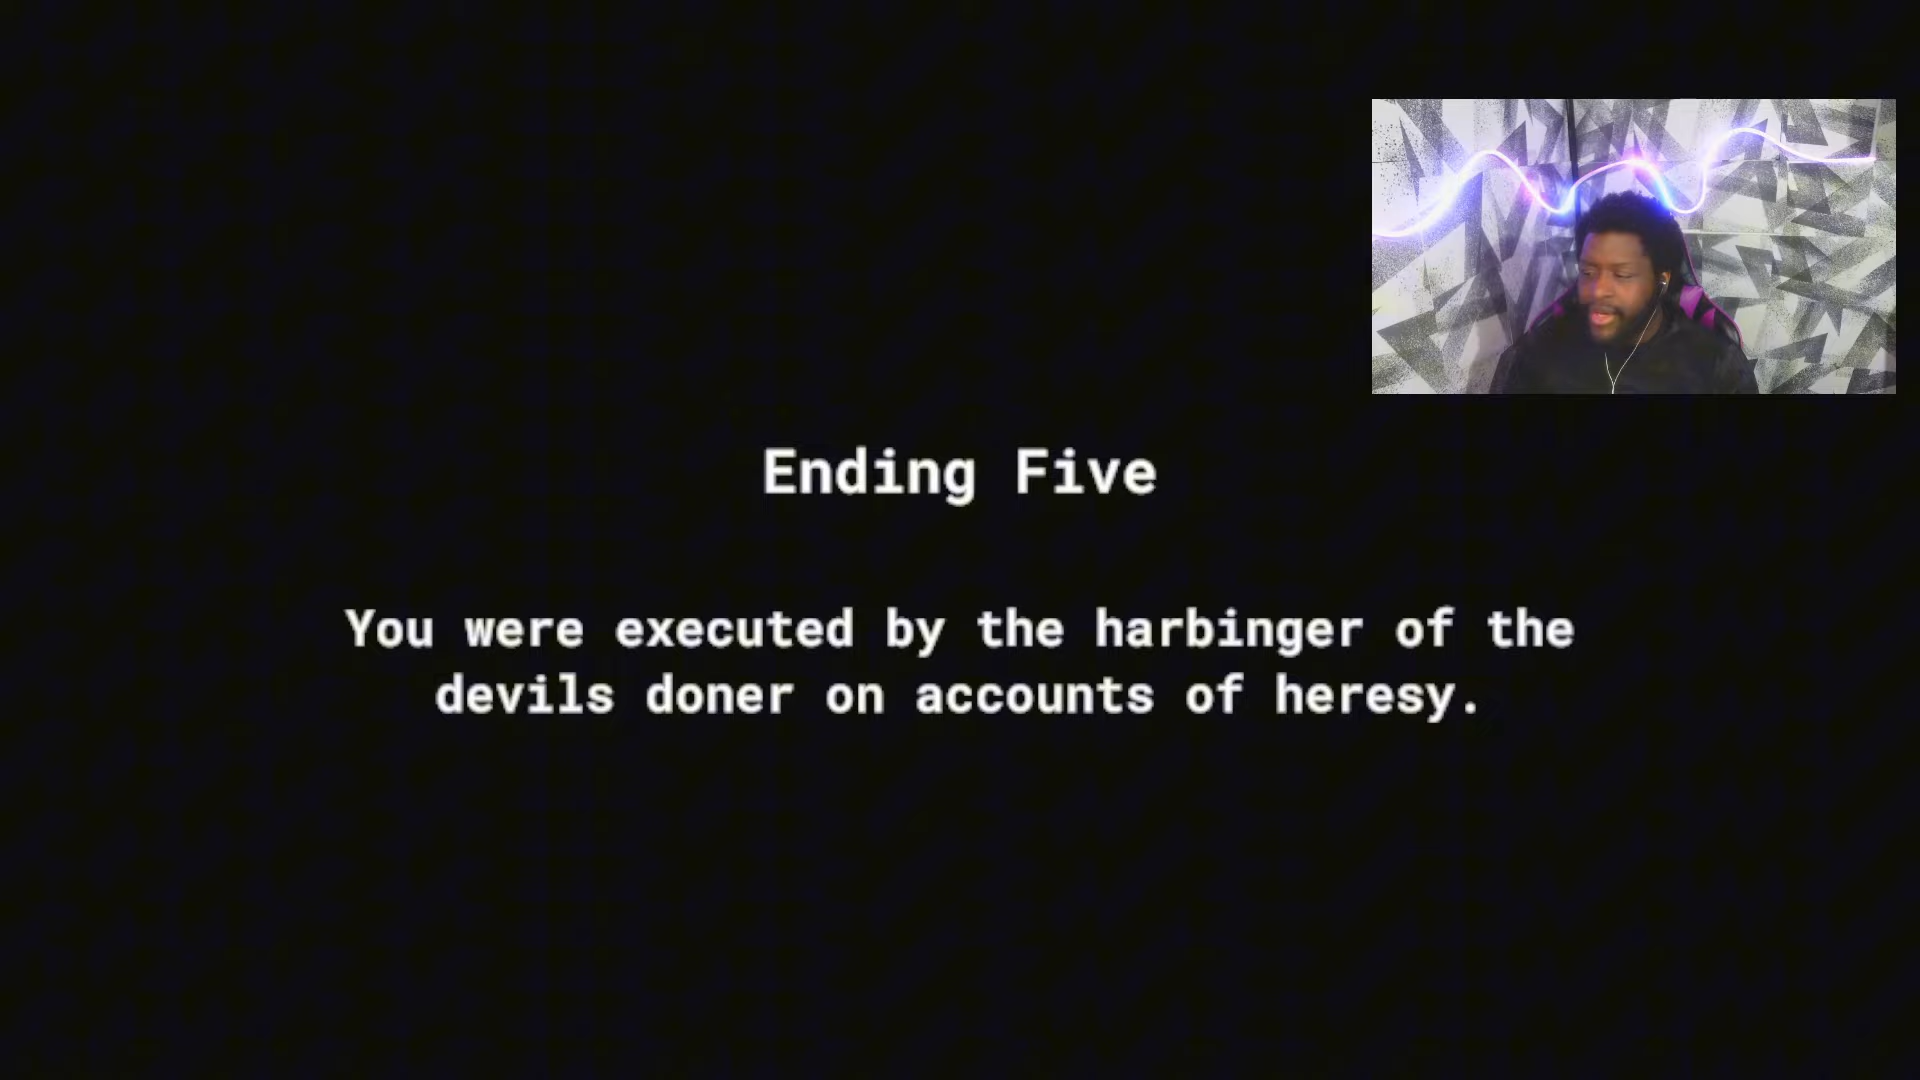 Ending Five
You were executed by the harbinger of the
devils doner on accounts of heresy.